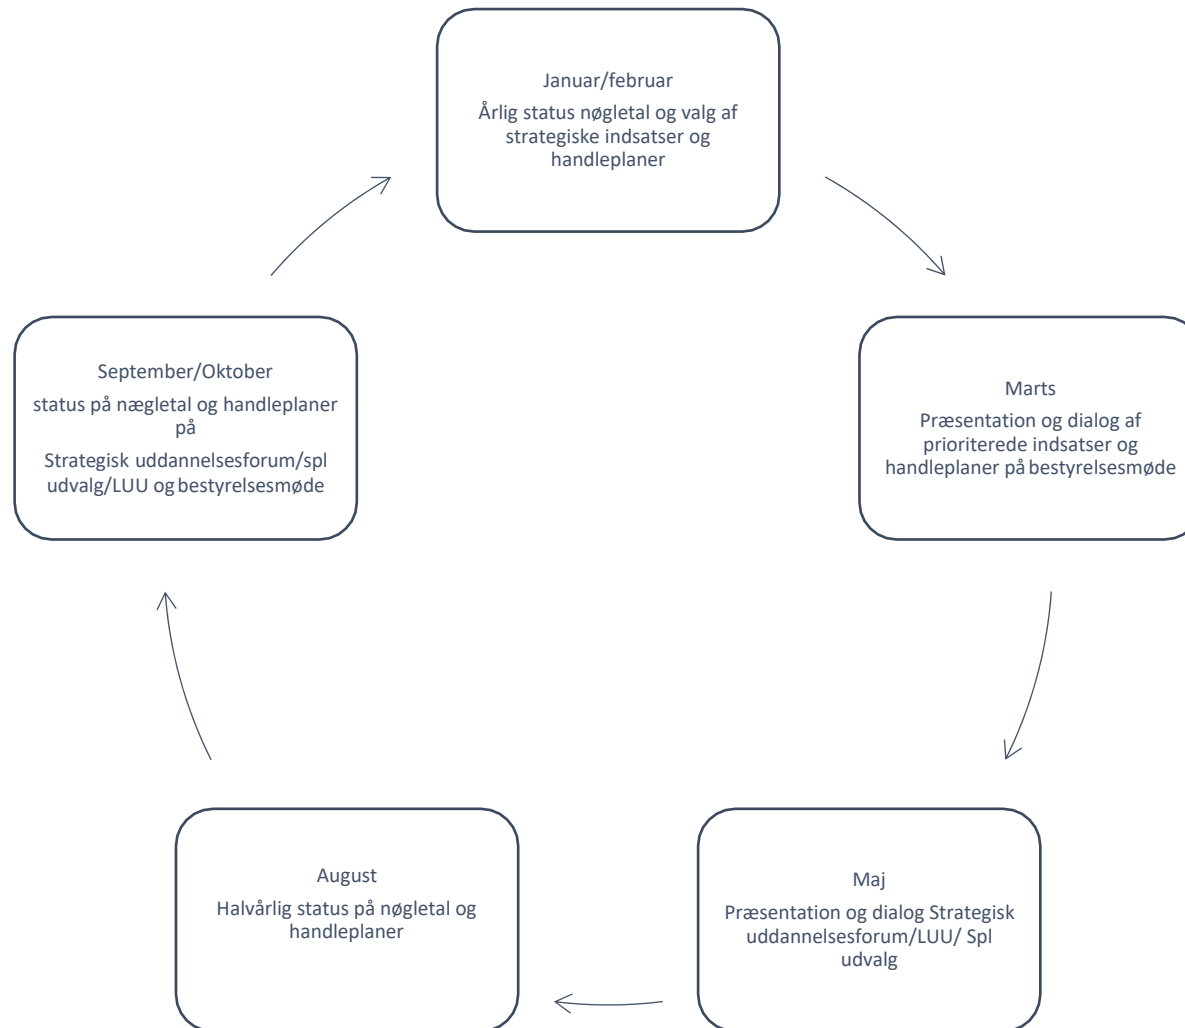 Januar/februar
Årlig status nøgletal og valg af
strategiske indsatser og
handleplaner
Marts
Præsentation og dialog af
prioriterede indsatser og
handleplaner på bestyrelsesmøde
Maj
Præsentation og dialog Strategisk
uddannelsesforum/LUU/ Spl
udvalg
August
Halvårlig status på nøgletal og
handleplaner
September/Oktober
status på nægletal og handleplaner
på
Strategisk uddannelsesforum/spl
udvalg/LUU og bestyrelsesmøde